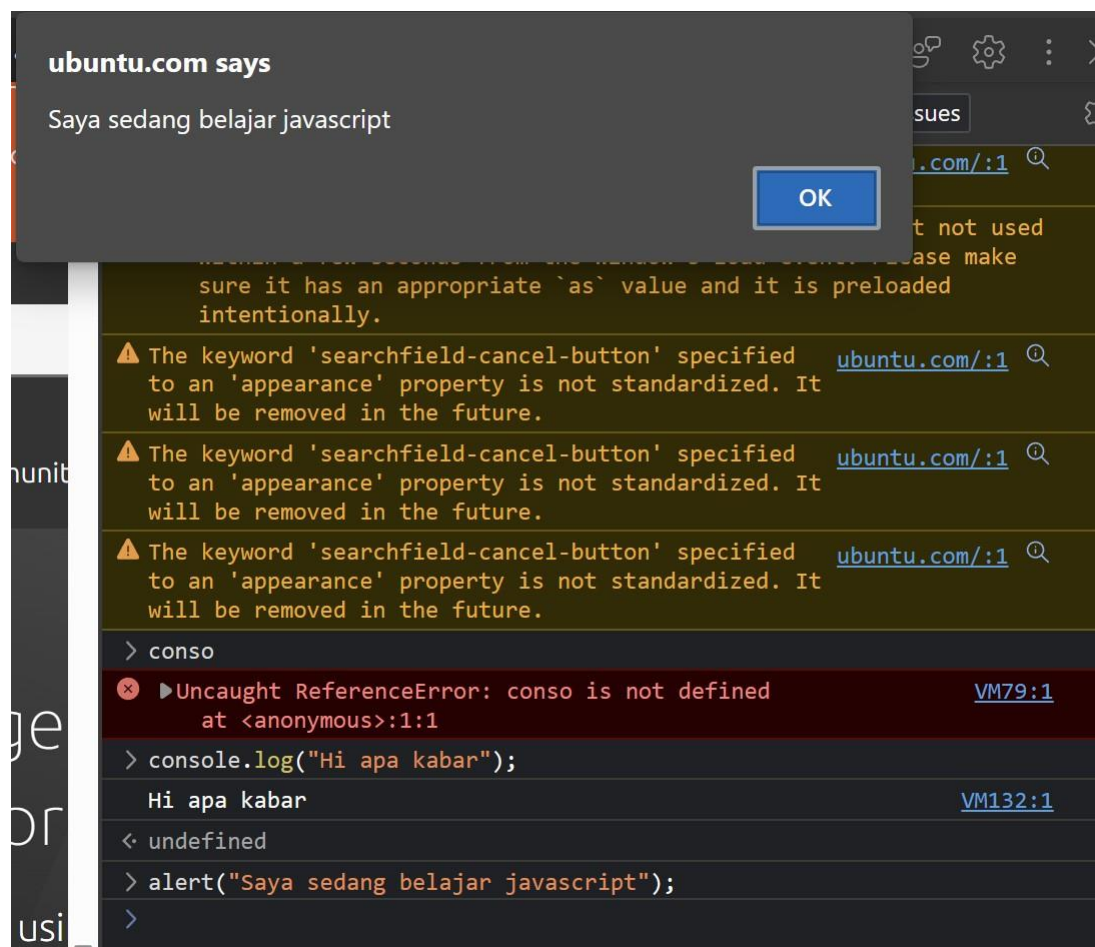 ubuntu.com says
Saya sedang belajar javascript
OK
sues
.com/:1
t not used
ase make
sure it has an appropriate `as` value and it is preloaded
intentionally.
The keyword 'searchfield-cancel-button' specified ubuntu.com/:1
to an 'appearance' property is not standardized. It
will be removed in the future.
The keyword 'searchfield-cancel-button' specified ubuntu.com/:1
to an 'appearance' property is not standardized. It
will be removed in the future.
The keyword 'searchfield-cancel-button' specified ubuntu.com/:1
to an 'appearance' property is not standardized. It
will be removed in the future.
> conso
Uncaught ReferenceError: conso is not defined VM79:1
at <anonymous>:1:1
> console.log("Hi apa kabar");
Hi apa kabar VM132:1
undefined
> alert("Saya sedang belajar javascript");
>
nunit
ge
or
usi